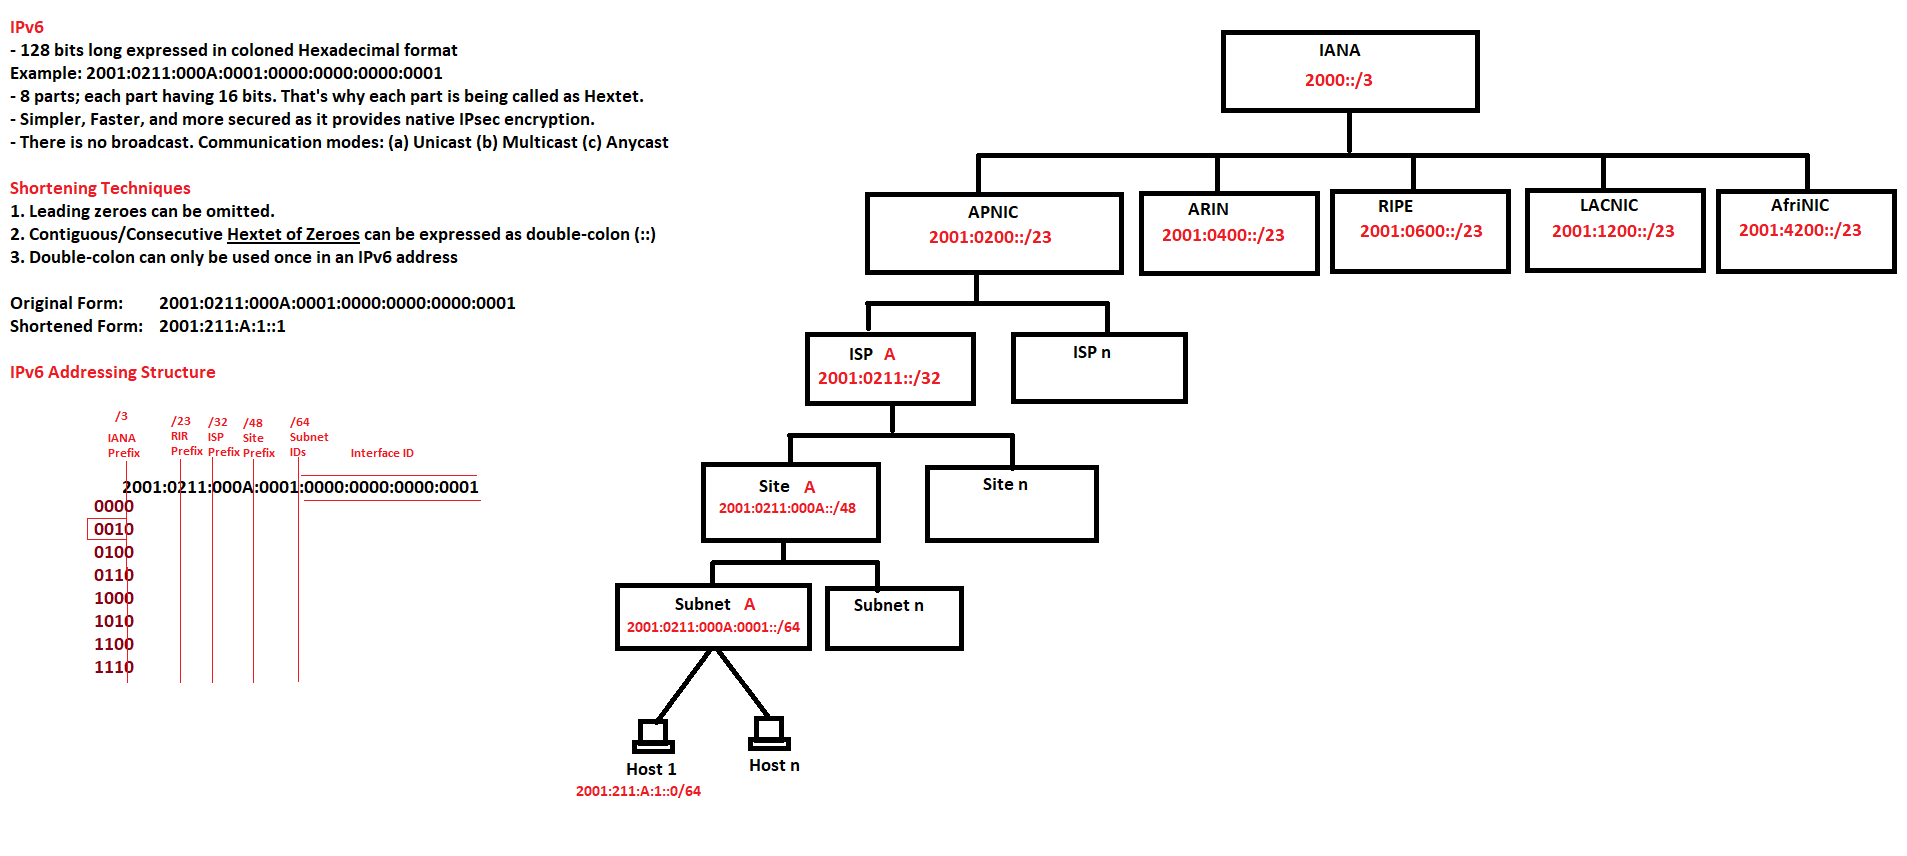 IPv6
- 128 bits long expressed in coloned Hexadecimal format
Example: 2001:0211:000A:0001:0000:0000:0000:0001
- 8 parts; each part having 16 bits. That's why each part is being called as Hextet.
- Simpler, Faster, and more secured as it provides native IPsec encryption.
- There is no broadcast. Communication modes: (a) Unicast (b) Multicast (c) Anycast
Shortening Techniques
1. Leading zeroes can be omitted.
2. Contiguous/Consecutive Hextet of Zeroes can be expressed as double-colon (::)
3. Double-colon can only be used once in an IPv6 address
Original Form: 2001:0211:000A:0001:0000:0000:0000:0001
Shortened Form: 2001:211:A:1::1
IPv6 Addressing Structure
/3
IANA
Prefix
/23
RIR
Prefix
/32
ISP
Prefix
/48
Site
Prefix
/64
Subnet
IDs
Interface ID
2001:0211:000A:0001:0000:0000:0000:0001
0000
0010
0100
0110
1000
1010
1100
1110
IANA
2000::/3
APNIC
2001:0200::/23
ARIN
2001:0400::/23
RIPE
2001:0600::/23
LACNIC
2001:1200::/23
AfriNIC
2001:4200::/23
ISP A
2001:0211::/32
ISP n
Site A
2001:0211:000A::/48
Site n
Subnet A
2001:0211:000A:0001::/64
Subnet n
Host 1
2001:211:A:1::0/64
Host n